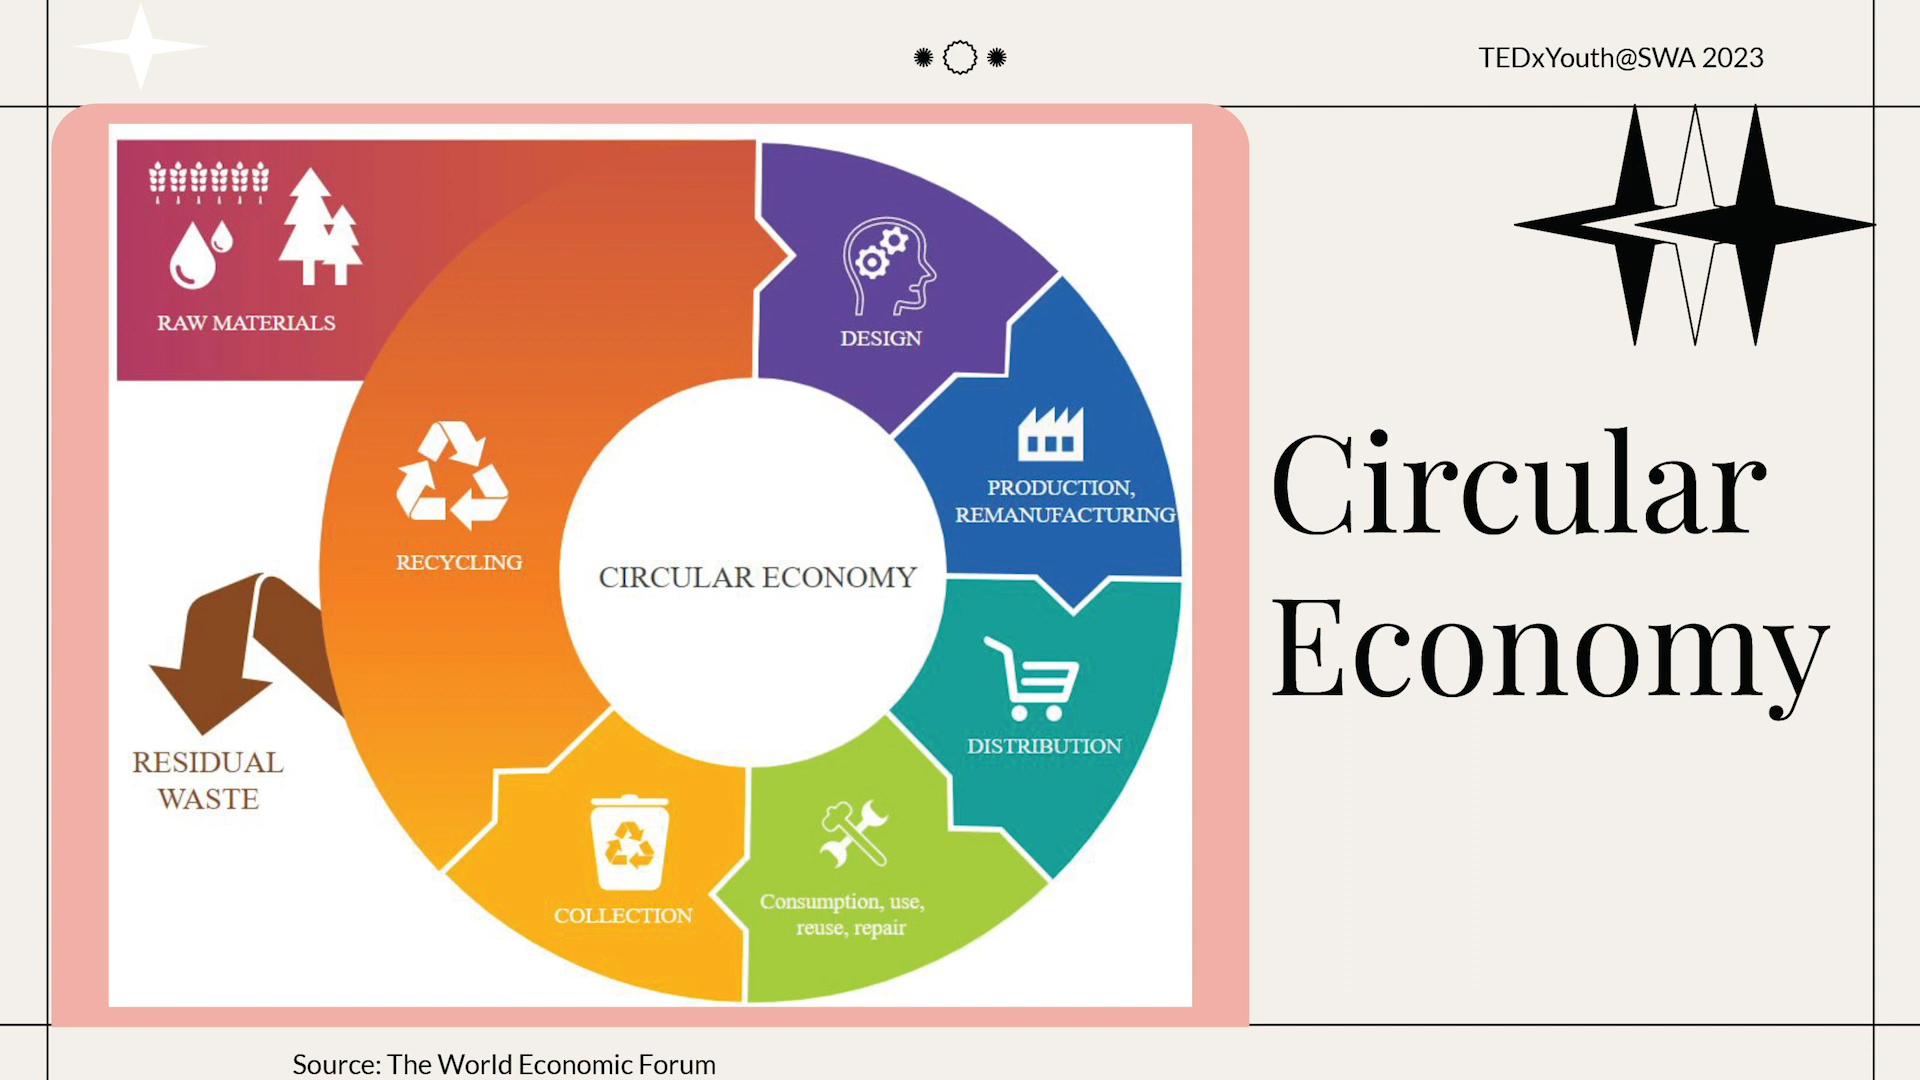 TEDxYouth@SWA 2023
RAW MATERIALS
DESIGN
PRODUCTION,
REMANUFACTURING
RECYCLING
CIRCULAR ECONOMY
DISTRIBUTION
RESIDUAL
WASTE
COLLECTION
Consumption, use,
reuse, repair
Circular
Economy
Source: The World Economic Forum